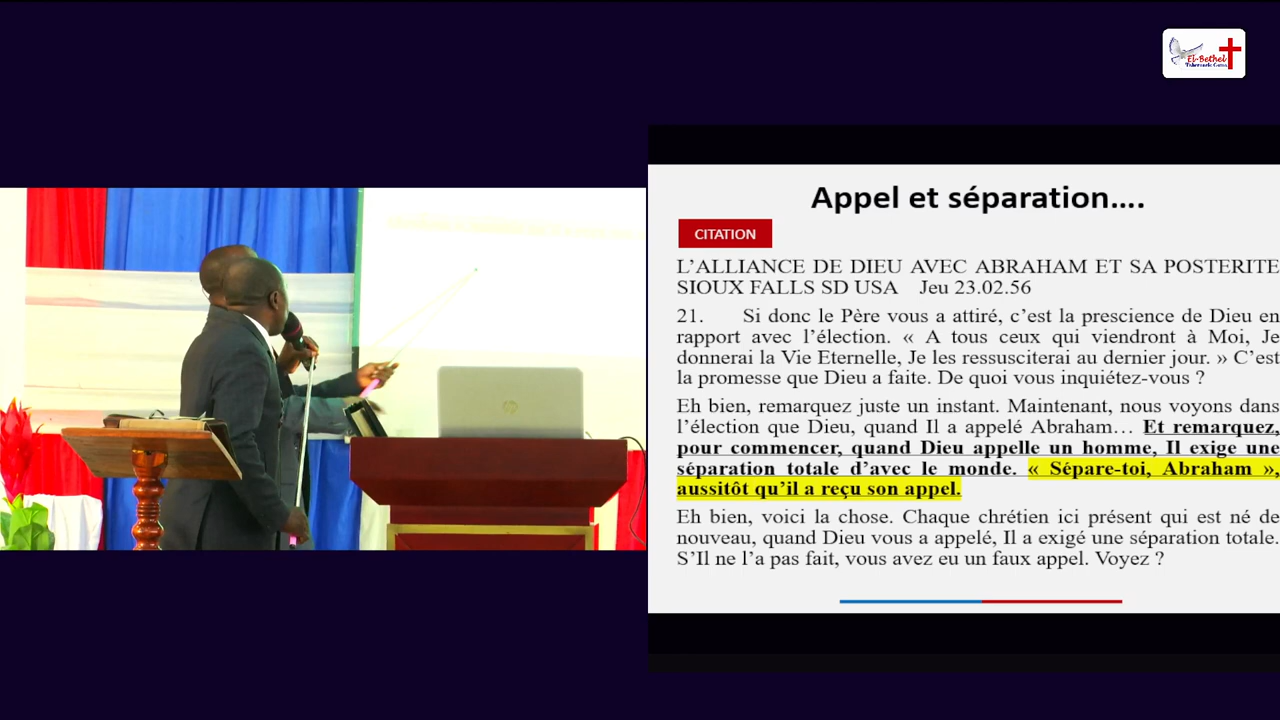 El-Bethel
Tabernacle Goma
Appel et séparation....
CITATION
L’ALLIANCE DE DIEU AVEC ABRAHAM ET SA POSTERITE
SIOUX FALLS SD USA Jeu 23.02.56
21. Si donc le Père vous a attiré, c’est la prescience de Dieu en
rapport avec l’élection. « A tous ceux qui viendront à Moi, Je
donnerai la Vie Eternelle, Je les ressusciterai au dernier jour. » C’est
la promesse que Dieu a faite. De quoi vous inquiétez-vous ?
Eh bien, remarquez juste un instant. Maintenant, nous voyons dans
l’élection que Dieu, quand Il a appelé Abraham… Et remarquez,
pour commencer, quand Dieu appelle un homme, Il exige une
séparation totale d’avec le monde. « Sépare-toi, Abraham »,
aussitôt qu’il a reçu son appel.
Eh bien, voici la chose. Chaque chrétien ici présent qui est né de
nouveau, quand Dieu vous a appelé, Il a exigé une séparation totale.
S’Il ne l’a pas fait, vous avez eu un faux appel. Voyez ?